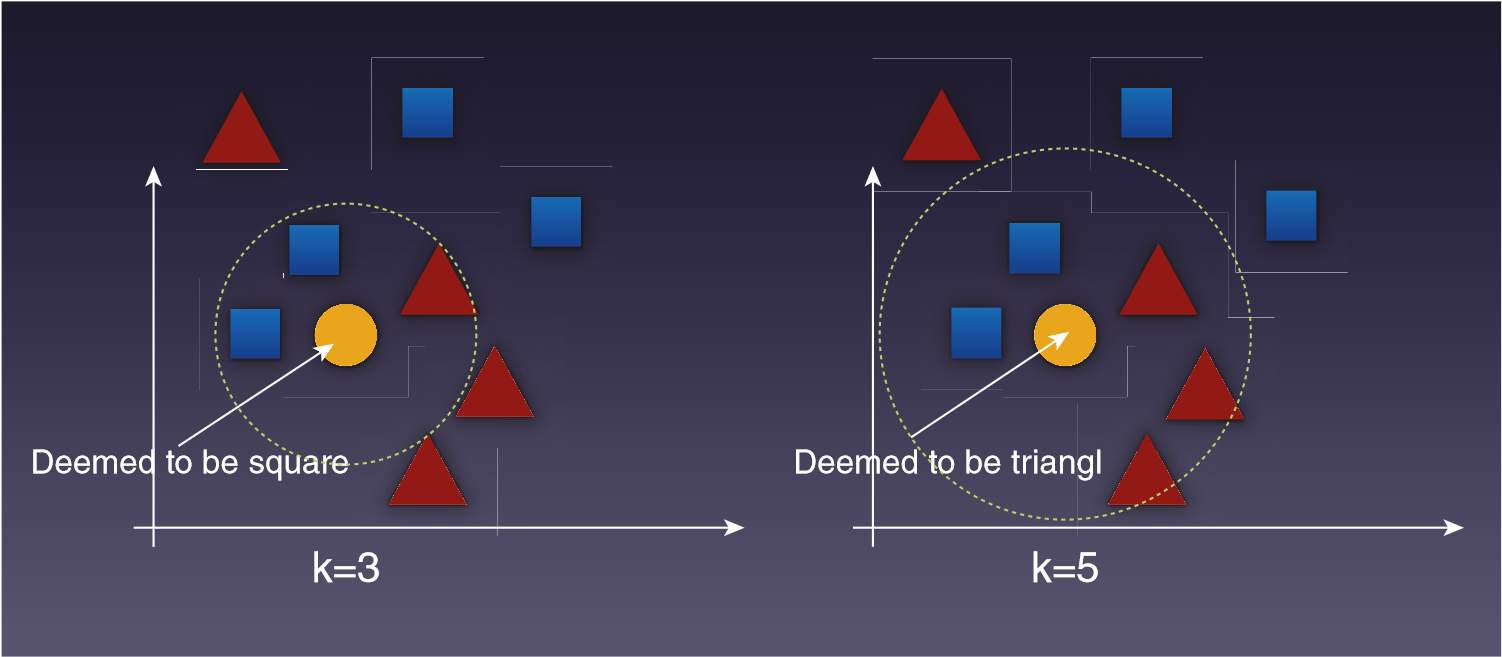 Deemed to be square
Deemed to be triangl
k=3
k=5